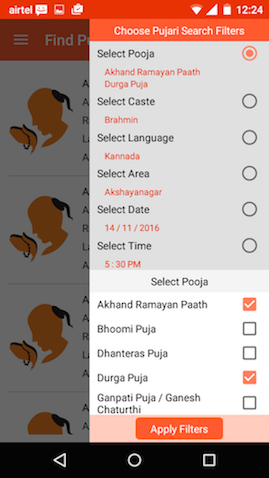 airtel
12:24
Find Pu
Choose Pujari Search Filters
Select Pooja
Akhand Ramayan Paath
Durga Puja
Select Caste
Brahmin
Select Language
Kannada
Select Area
Akshayanagar
Select Date
14 / 11 / 2016
Select Time
5 : 30 PM
Select Pooja
Akhand Ramayan Paath
Bhoomi Puja
Dhanteras Puja
Durga Puja
Ganpati Puja / Ganesh
Chaturthi
Apply Filters